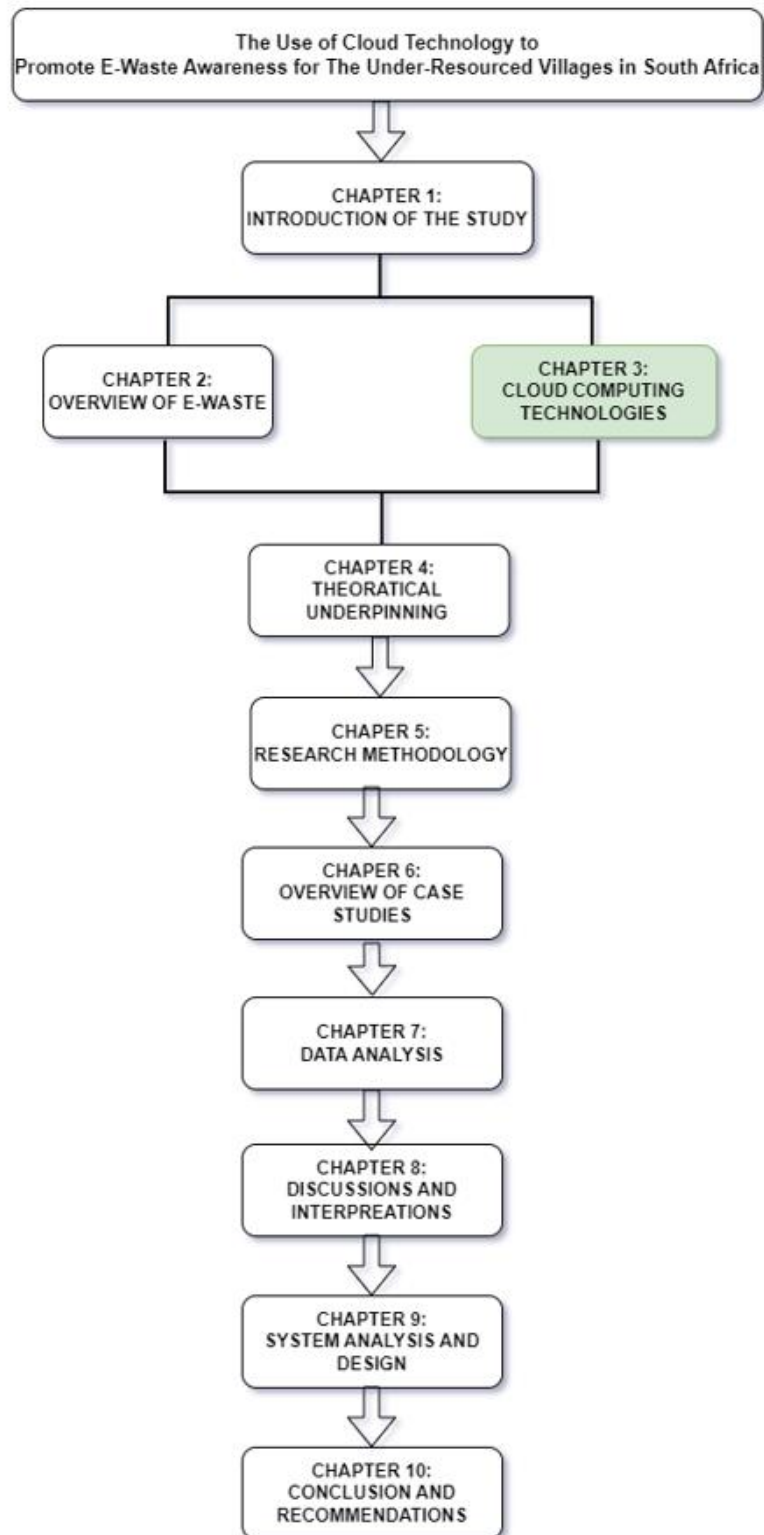 The Use of Cloud Technology to
Promote E-Waste Awareness for The Under-Resourced Villages in South Africa
CHAPTER 1:
INTRODUCTION OF THE STUDY
CHAPTER 2:
OVERVIEW OF E-WASTE
CHAPTER 3:
CLOUD COMPUTING
TECHNOLOGIES
CHAPTER 4:
THEORATICAL
UNDERPINNING
CHAPER 5:
RESEARCH METHODOLOGY
CHAPER 6:
OVERVIEW OF CASE
STUDIES
CHAPTER 7:
DATA ANALYSIS
CHAPTER 8:
DISCUSSIONS AND
INTERPREATIONS
CHAPTER 9:
SYSTEM ANALYSIS AND
DESIGN
CHAPTER 10:
CONCLUSION AND
RECOMMENDATIONS